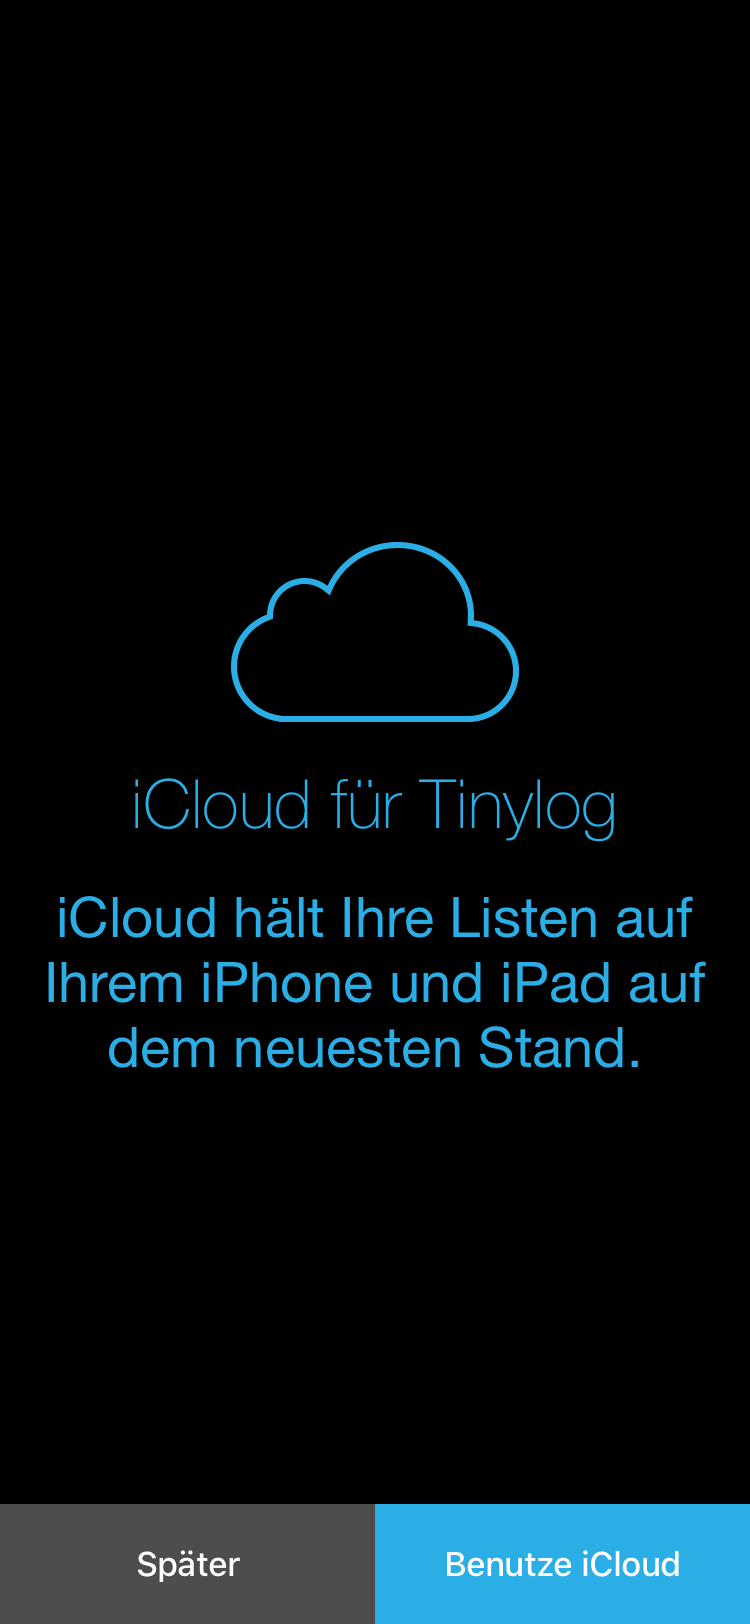 iCloud für Tinylog
iCloud hält Ihre Listen auf
Ihrem iPhone und iPad auf
dem neuesten Stand.
Später
Benutze iCloud